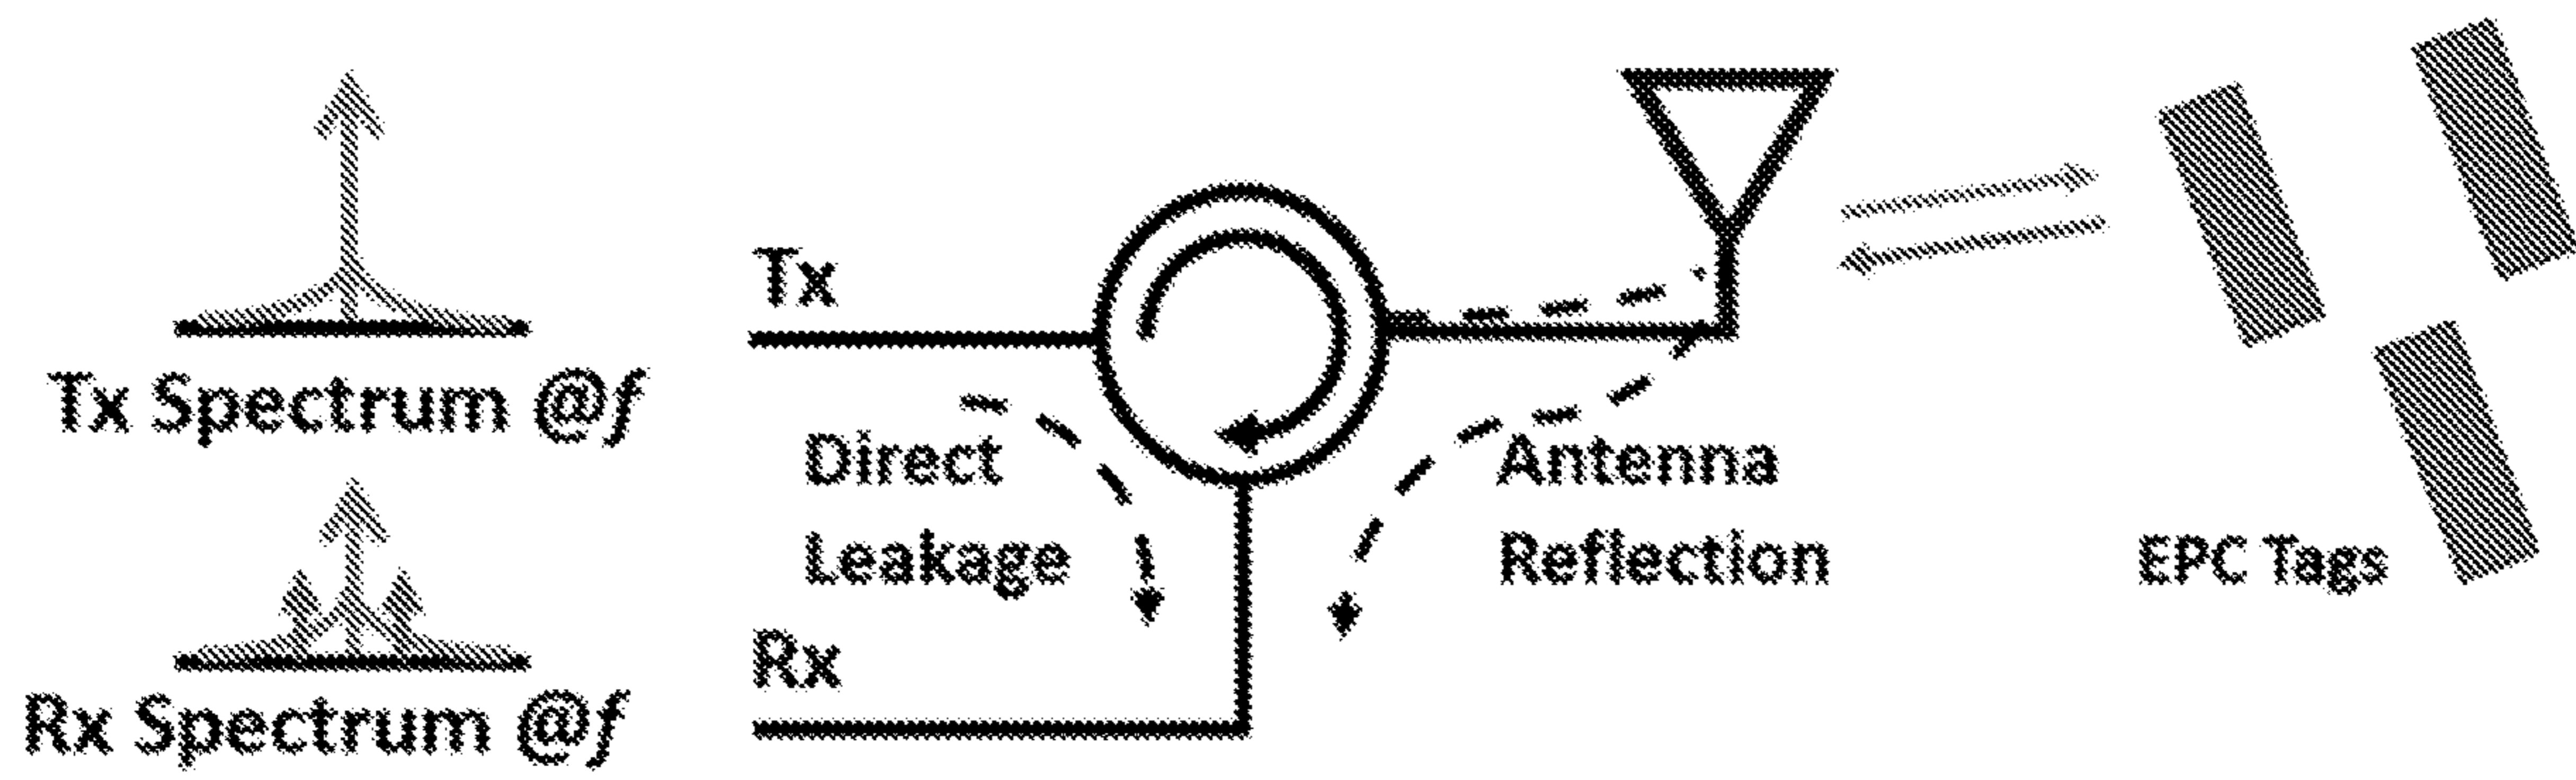 Tx Spectrum @f
Rx Spectrum @f
Tx
Direct
Leakage
Rx
Antenna
Reflection
EPC Tags